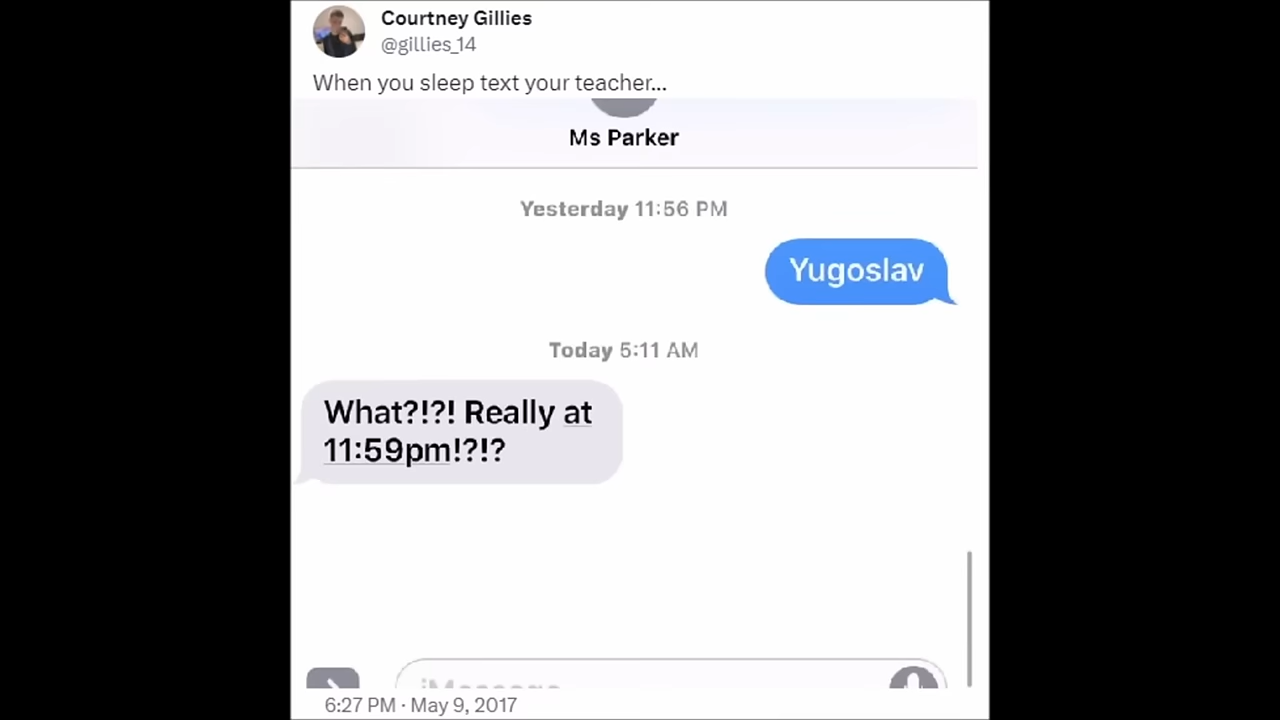 Courtney Gillies
@gillies_14
When you sleep text your teacher...
Ms Parker
Yesterday 11:56 PM
Yugoslav
Today 5:11 AM
What?!?! Really at
11:59pm!?!?
iMessage
6:27 PM · May 9, 2017